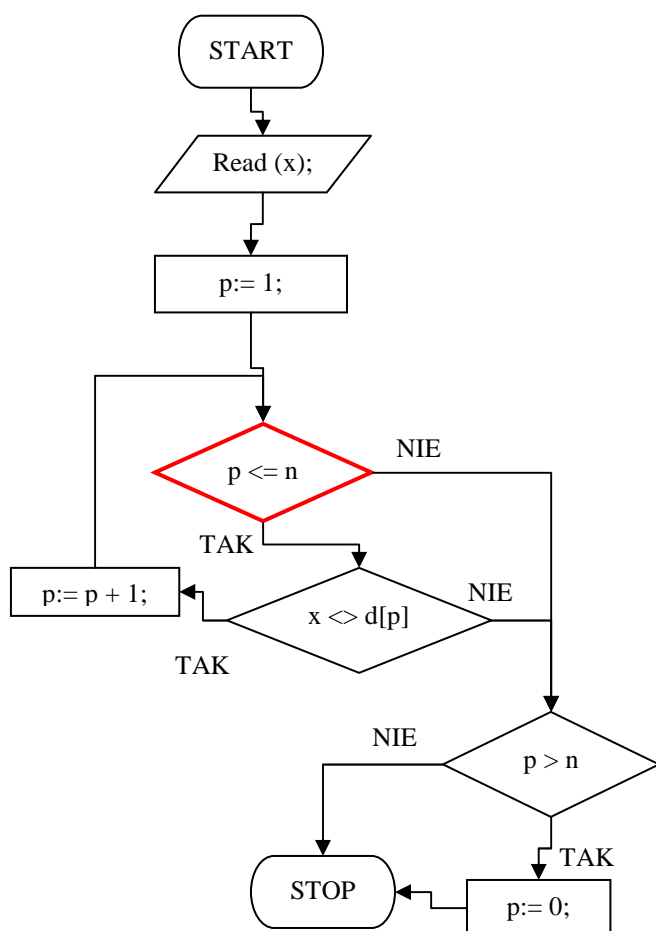 START
Read (x);
p:= 1;
NIE
p <= n
TAK
p:= p + 1;
x <> d[p]
NIE
TAK
NIE
p > n
TAK
STOP
p:= 0;